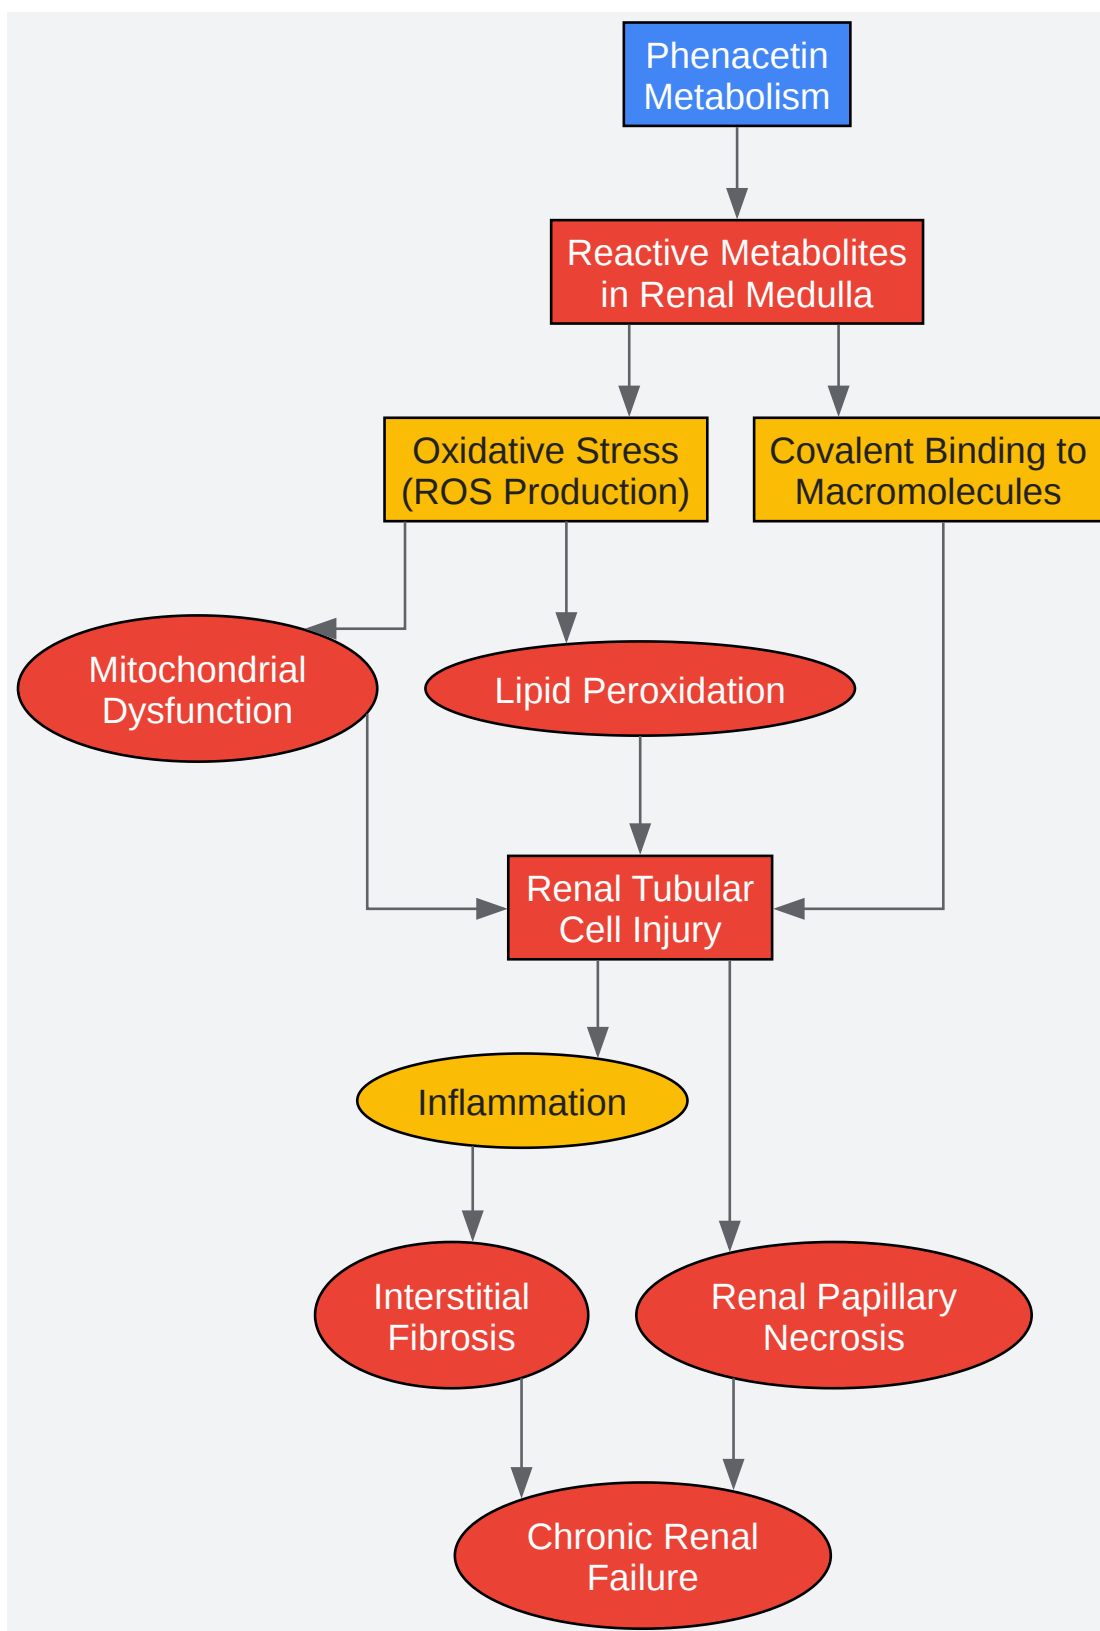 Phenacetin
Metabolism
Reactive Metabolites
in Renal Medulla
Oxidative Stress
(ROS Production)
Covalent Binding to
Macromolecules
Mitochondrial
Dysfunction
Lipid Peroxidation
Renal Tubular
Cell Injury
Inflammation
Interstitial
Fibrosis
Renal Papillary
Necrosis
Chronic Renal
Failure